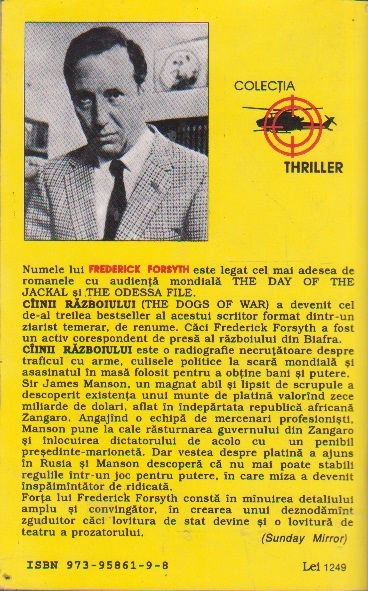 COLECȚIA
THRILLER
Numele lui FREDERICK FORSYTH este legat cel mai adesea de
romanele cu audiență mondială THE DAY OF THE
JACKAL și THE ODESSA FILE.
CÎINII RĂZBOIULUI (THE DOGS OF WAR) a devenit cel
de-al treilea bestseller al acestui scriitor format dintr-un
ziarist temerar, de renume. Căci Frederick Forsyth a fost
un activ corespondent de presă al războiului din Biafra.
CÎINII RĂZBOIULUI este o radiografie necruțătoare despre
traficul cu arme, culisele politice la scară mondială și
asasinatul în masă folosit pentru a obține bani și putere.
Sir James Manson, un magnat abil și lipsit de scrupule a
descoperit existența unui munte de platină valorînd zece
miliarde de dolari, aflat în îndepărtata republică africană
Zangaro. Angajînd o echipă de mercenari profesioniști,
Manson pune la cale răsturnarea guvernului din Zangaro
și înlocuirea dictatorului de acolo cu un penibil
președinte-marionetă. Dar vestea despre platină a ajuns
în Rusia și Manson descoperă că nu mai poate stabili
regulile într-un joc pentru putere, în care miza a devenit
înspăimîntător de ridicată.
Forța lui Frederick Forsyth constă în mînuirea detaliului
amplu și convingător, în crearea unui deznodămînt
zguduitor căci lovitura de stat devine și o lovitură de
teatru a prozatorului.
(Sunday Mirror)
ISBN 973-95861-9-8
Lei 1249